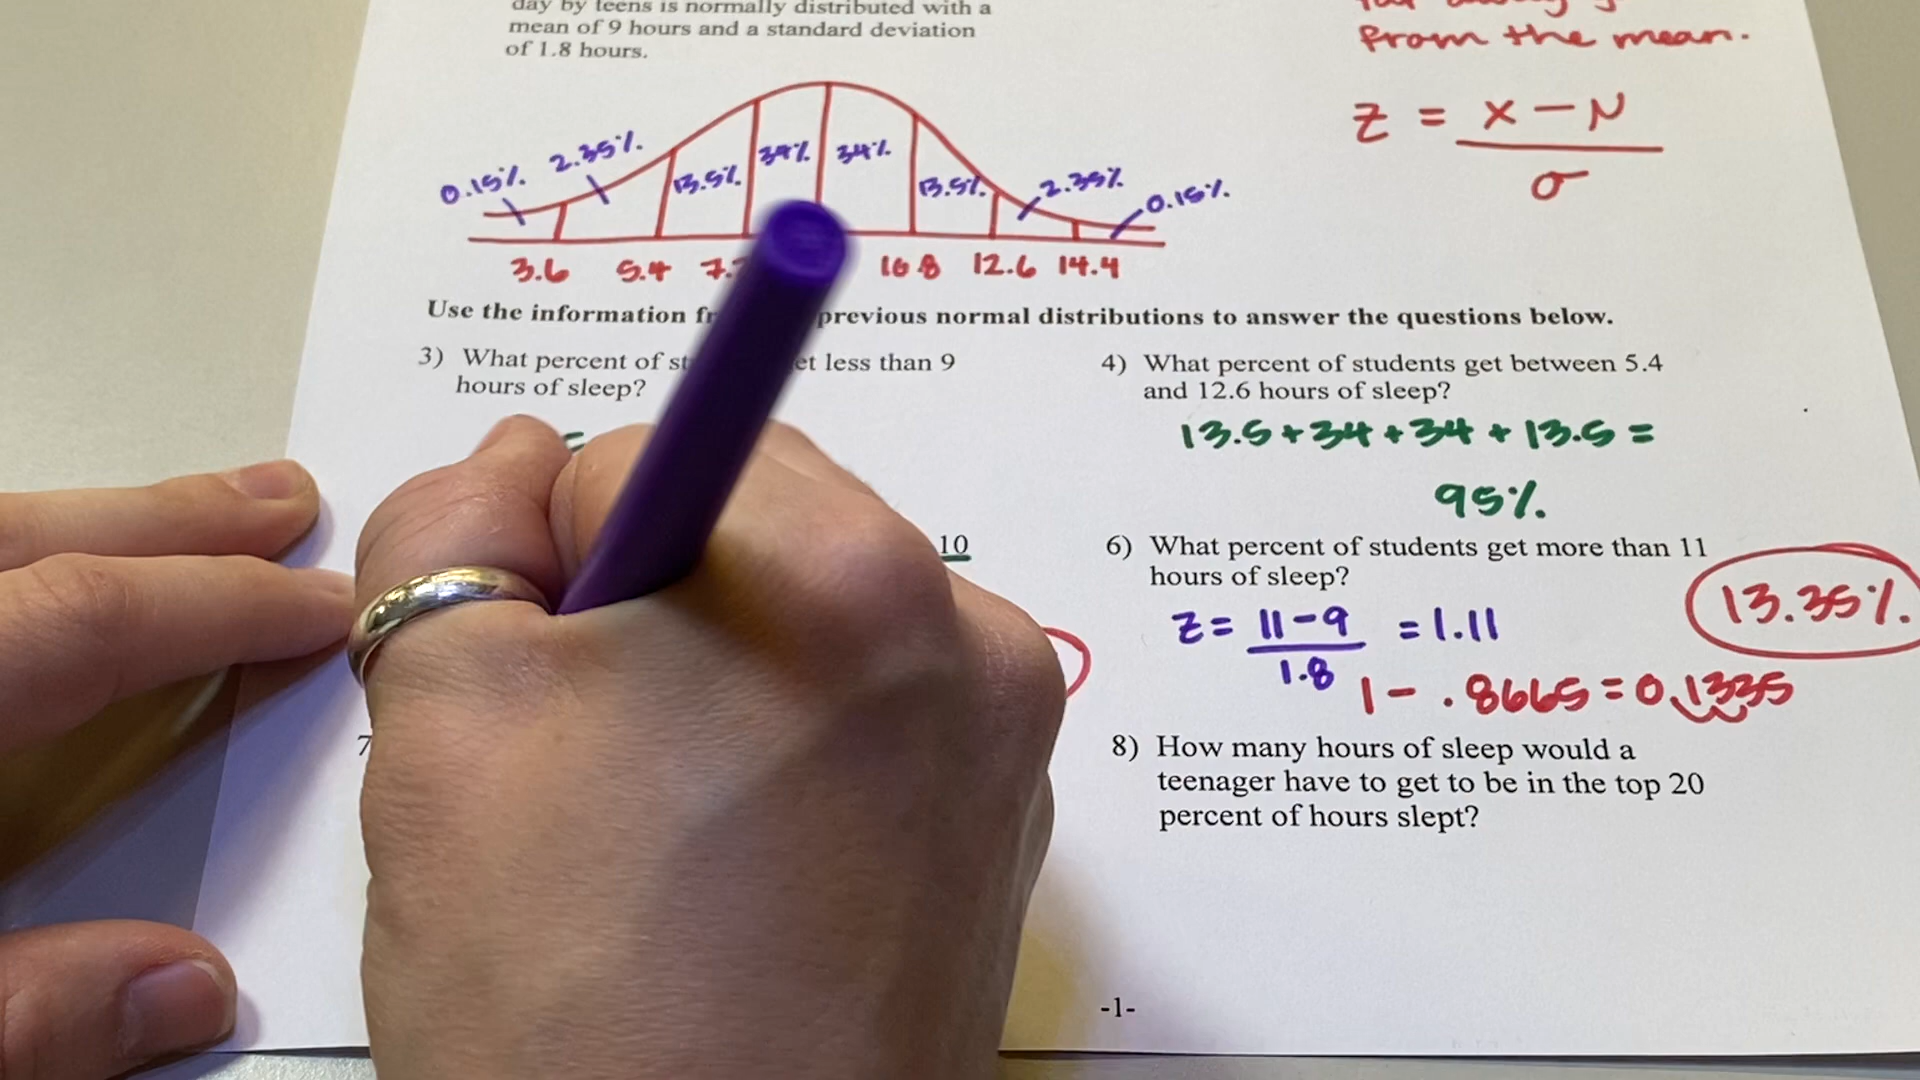 day by teens is normally distributed with a
mean of 9 hours and a standard deviation
of 1.8 hours.
from the mean.
z = x - μ
σ
0.15% 2.35% 13.5% 34% 34% 13.5% 2.35% 0.15%
3.6 5.4 7. 10.8 12.6 14.4
Use the information previous normal distributions to answer the questions below.
3) What percent of less than 9
hours of sleep?
4) What percent of students get between 5.4
and 12.6 hours of sleep?
13.5 + 34 + 34 + 13.5 =
95%
10
6) What percent of students get more than 11
hours of sleep?
z = 11 - 9 = 1.11
1.8
1 - .8665 = 0.1335
13.35%
7
8) How many hours of sleep would a
teenager have to get to be in the top 20
percent of hours slept?
-1-